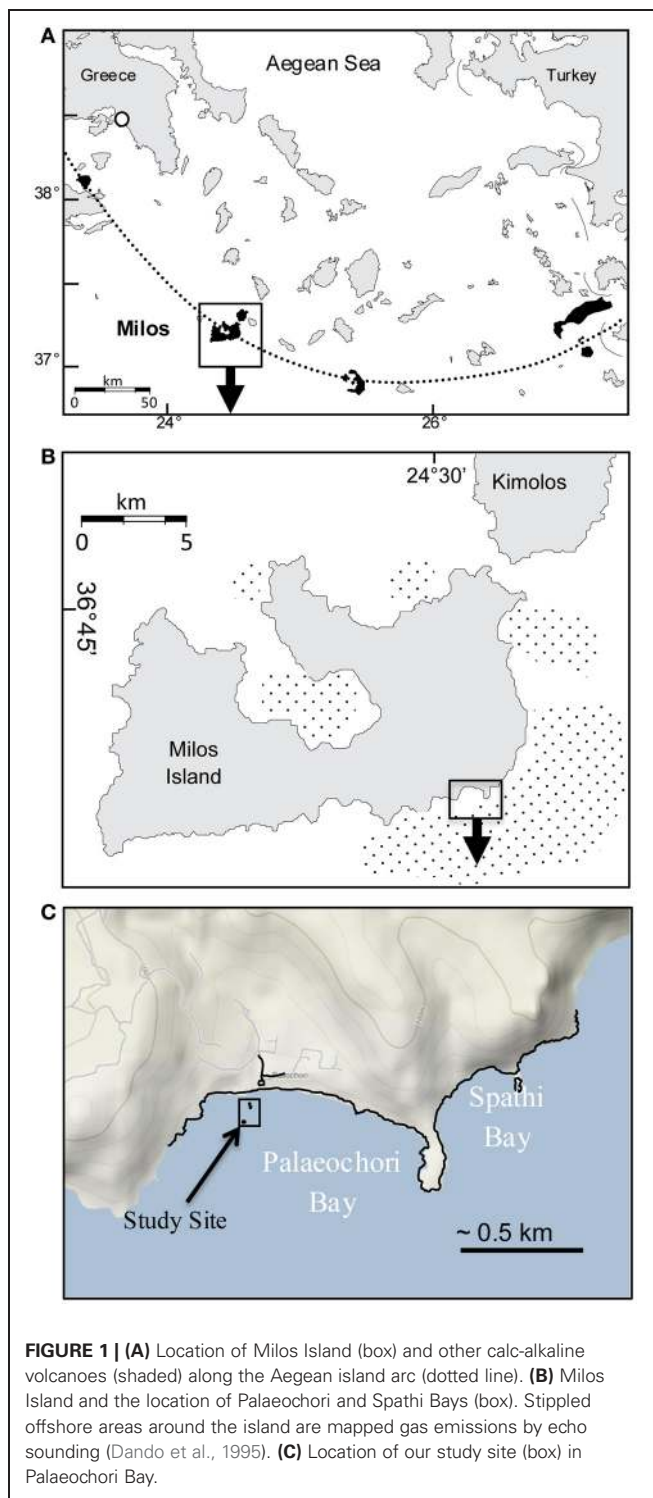 A
Greece
Aegean Sea
Turkey
38°
Milos
37°
km
0 50
24°
26°
B
24°30'
Kimolos
km
0 5
36°45'
Milos
Island
C
Spathi
Bay
Palaeochori
Bay
Study Site
~ 0.5 km
FIGURE 1 | (A) Location of Milos Island (box) and other calc-alkaline
volcanoes (shaded) along the Aegean island arc (dotted line). (B) Milos
Island and the location of Palaeochori and Spathi Bays (box). Stippled
offshore areas around the island are mapped gas emissions by echo
sounding (Dando et al., 1995). (C) Location of our study site (box) in
Palaeochori Bay.